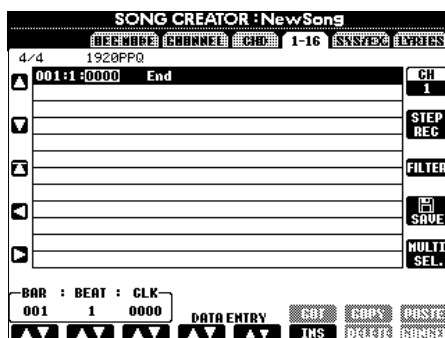 SONG CREATOR : NewSong
REC MODE CHANNEL CHD 1-16 SYS/EX. LYRICS
4/4 1920PPQ
001:1:0000 End
CH
1
STEP
REC
FILTER
SAVE
MULTI
SEL.
BAR : BEAT : CLK
001 1 0000
DATA ENTRY
CUT COPY PASTE
INS DELETE CANCEL